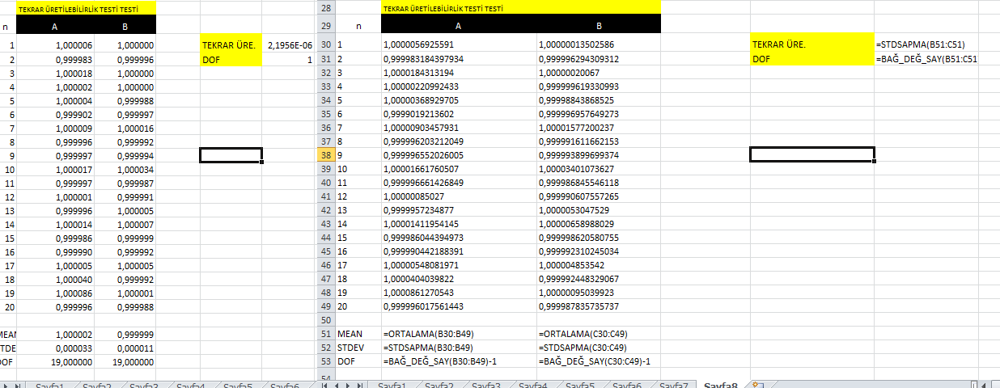 TEKRAR ÜRETİLEBİLİRLİK TESTİ TESTİ
n A B
1 1,000006 1,000000 TEKRAR ÜRE. 2,1956E-06
2 0,999983 0,999996 DOF 1
3 1,000018 1,000000
4 1,000002 1,000000
5 1,000004 0,999988
6 0,999902 0,999997
7 1,000009 1,000016
8 0,999996 0,999992
9 0,999997 0,999994
10 1,000017 1,000034
11 0,999997 0,999987
12 1,000001 0,999991
13 0,999996 1,000005
14 1,000014 1,000007
15 0,999986 0,999999
16 0,999990 0,999992
17 1,000005 1,000005
18 1,000040 0,999992
19 1,000086 1,000001
20 0,999996 0,999988
MEAN 1,000002 0,999999
TDE 0,000033 0,000011
DOF 19,000000 19,000000
Sayfa1 Sayfa2 Sayfa3 Sayfa4 Sayfa5 Sayfa6
28 TEKRAR ÜRETİLEBİLİRLİK TESTİ TESTİ
29 n A B
30 1 1,0000056925591 1,00000013502586 TEKRAR ÜRE. =STDSAPMA(B51:C51)
31 2 0,999983184397934 0,999996294309312 DOF =BAĞ_DEĞ_SAY(B51:C51
32 3 1,0000184313194 1,00000020067
33 4 1,00000220992433 0,999999619330993
34 5 1,00000368929705 0,99998843868525
35 6 0,9999019213602 0,999996957649273
36 7 1,00000903457931 1,00001577200237
37 8 0,999996203212049 0,999991611662153
38 9 0,999996552026005 0,999993899699374
39 10 1,00001661760507 1,00003401073627
40 11 0,999996661426849 0,999986845546118
41 12 1,00000085027 0,999990607557265
42 13 0,9999957234877 1,0000053047529
43 14 1,00001411954145 1,00000658988029
44 15 0,999986044394973 0,999998620580755
45 16 0,999990442188391 0,999992310245034
46 17 1,00000548081971 1,000004853542
47 18 1,0000404039822 0,999992448329067
48 19 1,0000861270543 1,00000095039923
49 20 0,999996017561443 0,999987835735737
50
51 MEAN =ORTALAMA(B30:B49) =ORTALAMA(C30:C49)
52 STDEV =STDSAPMA(B30:B49) =STDSAPMA(C30:C49)
53 DOF =BAĞ_DEĞ_SAY(B30:B49)-1 =BAĞ_DEĞ_SAY(C30:C49)-1
54
Sayfa1 Sayfa2 Sayfa3 Sayfa4 Sayfa5 Sayfa6 Sayfa7 Sayfa8